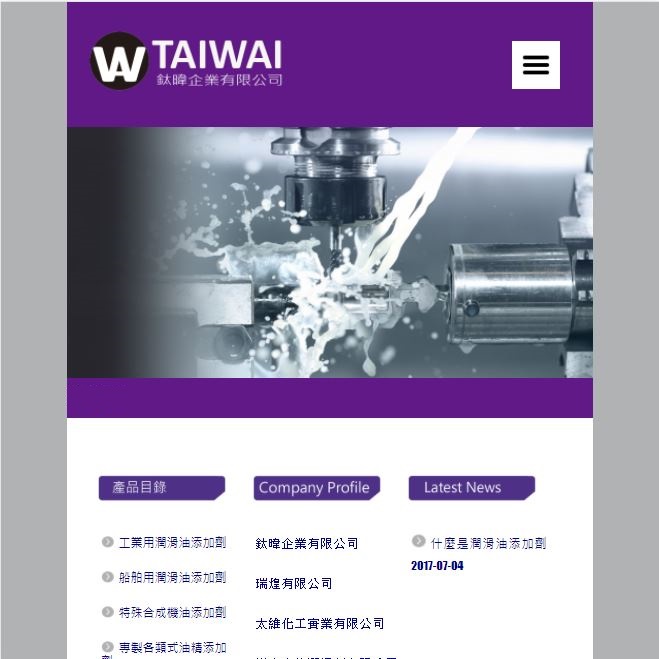 TAIWAI
鈦暐企業有限公司
產品目錄
Company Profile
Latest News
工業用潤滑油添加劑
船舶用潤滑油添加劑
特殊合成機油添加劑
專製各類式油精添加
劑
鈦暐企業有限公司
瑞煌有限公司
太維化工實業有限公司
什麼是潤滑油添加劑
2017-07-04